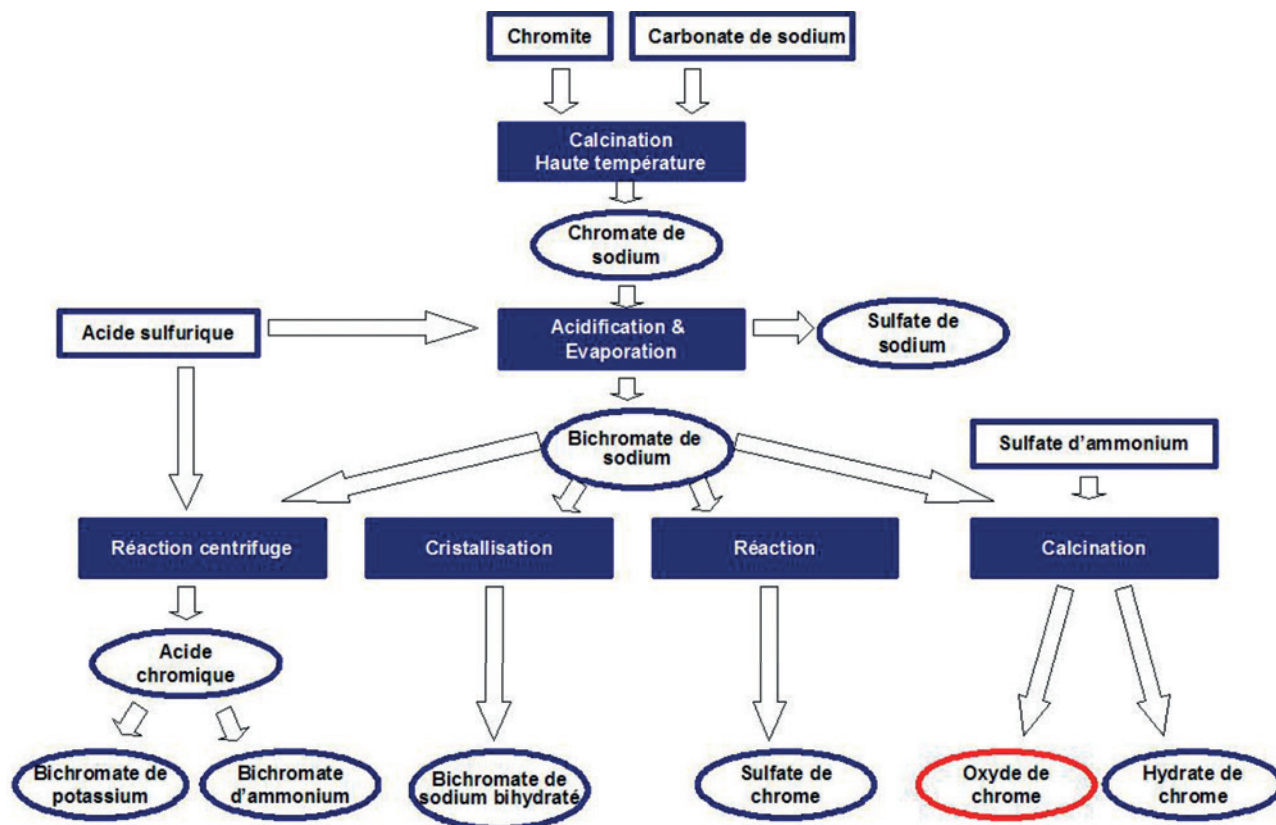 Chromite
Carbonate de sodium
Calcination
Haute température
Chromate de
sodium
Acide sulfurique
Acidification &
Evaporation
Sulfate de
sodium
Bichromate de
sodium
Sulfate d'ammonium
Réaction centrifuge
Cristallisation
Réaction
Calcination
Acide
chromique
Bichromate de
potassium
Bichromate
d'ammonium
Bichromate de
sodium bihydraté
Sulfate de
chrome
Oxyde de
chrome
Hydrate de
chrome